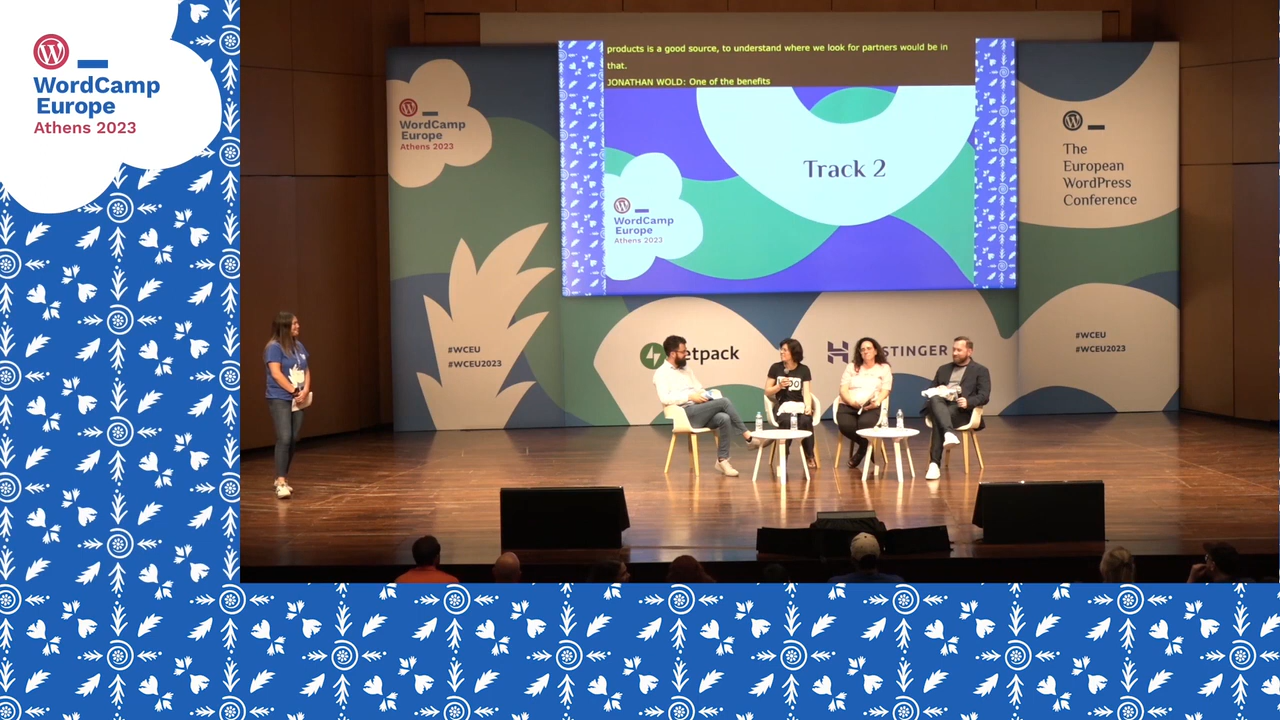 WordCamp
Europe
Athens 2023
products is a good source, to understand where we look for partners would be in
that.
JONATHAN WOLD: One of the benefits
Track 2
WordCamp
Europe
Athens 2023
WordCamp
Europe
Athens 2023
The
European
WordPress
Conference
#WCEU
#WCEU2023
etpack
STINGER
#WCEU
#WCEU2023